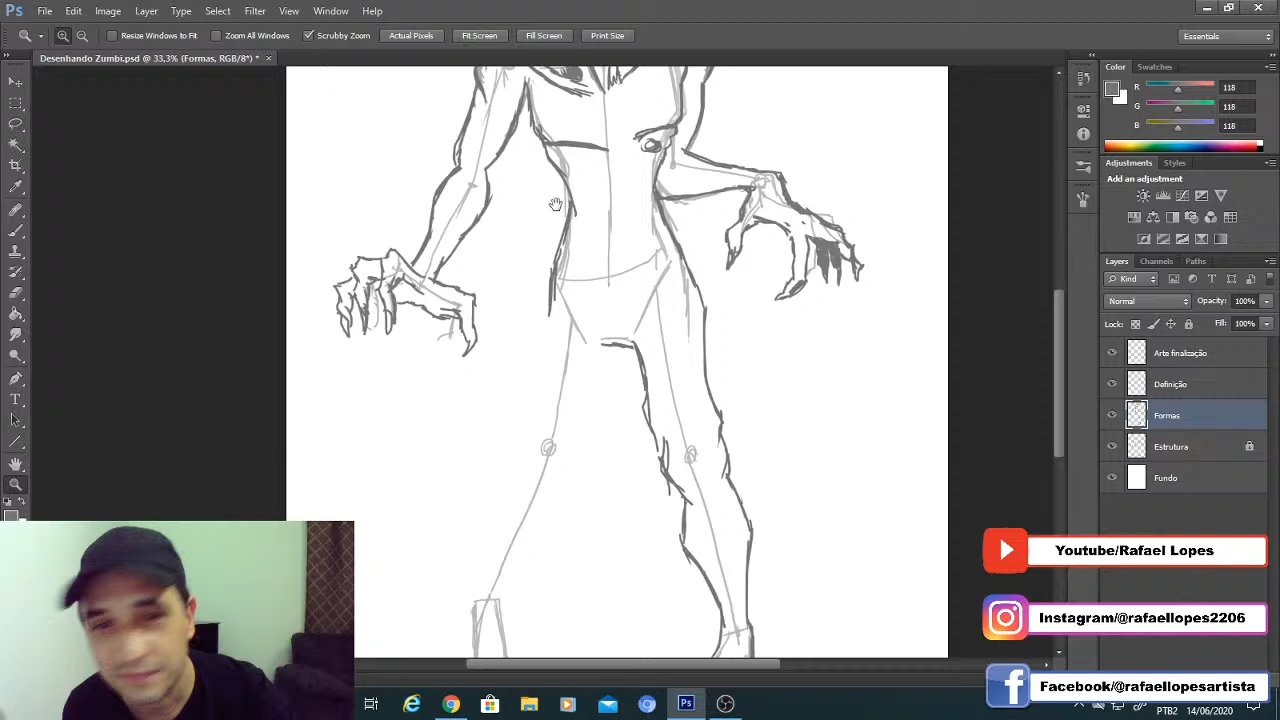 Ps File Edit Image Layer Type Select Filter View Window Help
Resize Windows to Fit Zoom All Windows Scrubby Zoom Actual Pixels Fit Screen Fill Screen Print Size Essentials
Desenhando Zumbi.psd @ 33,3% (Formas, RGB/8*) *
Color Swatches
R 118
G 118
B 118
Adjustments Styles
Add an adjustment
Layers Channels Paths
Kind
Normal Opacity: 100%
Lock: Fill: 100%
Arte finalização
Definição
Formas
Estrutura
Fundo
Youtube/Rafael Lopes
Instagram/@rafaellopes2206
Facebook/@rafaellopesartista
Ps
PTB2 14/06/2020